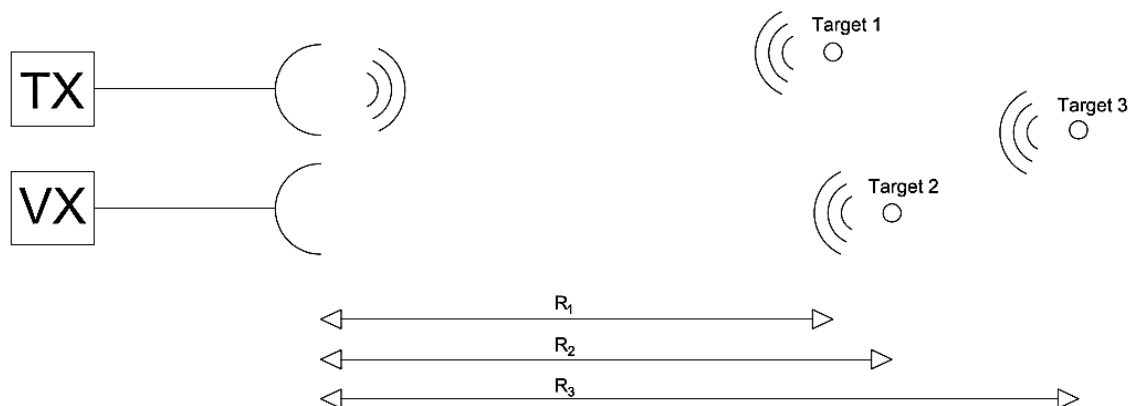 Target 1
TX
Target 3
VX
Target 2
R₁
R₂
R₃